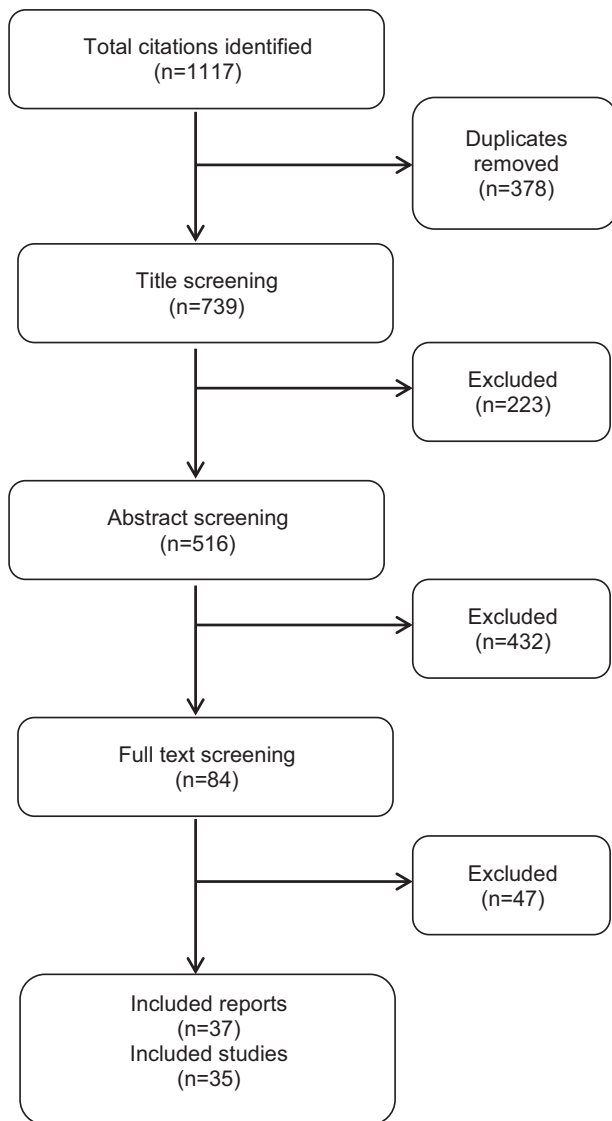 Total citations identified
(n=1117)
Duplicates
removed
(n=378)
Title screening
(n=739)
Excluded
(n=223)
Abstract screening
(n=516)
Excluded
(n=432)
Full text screening
(n=84)
Excluded
(n=47)
Included reports
(n=37)
Included studies
(n=35)